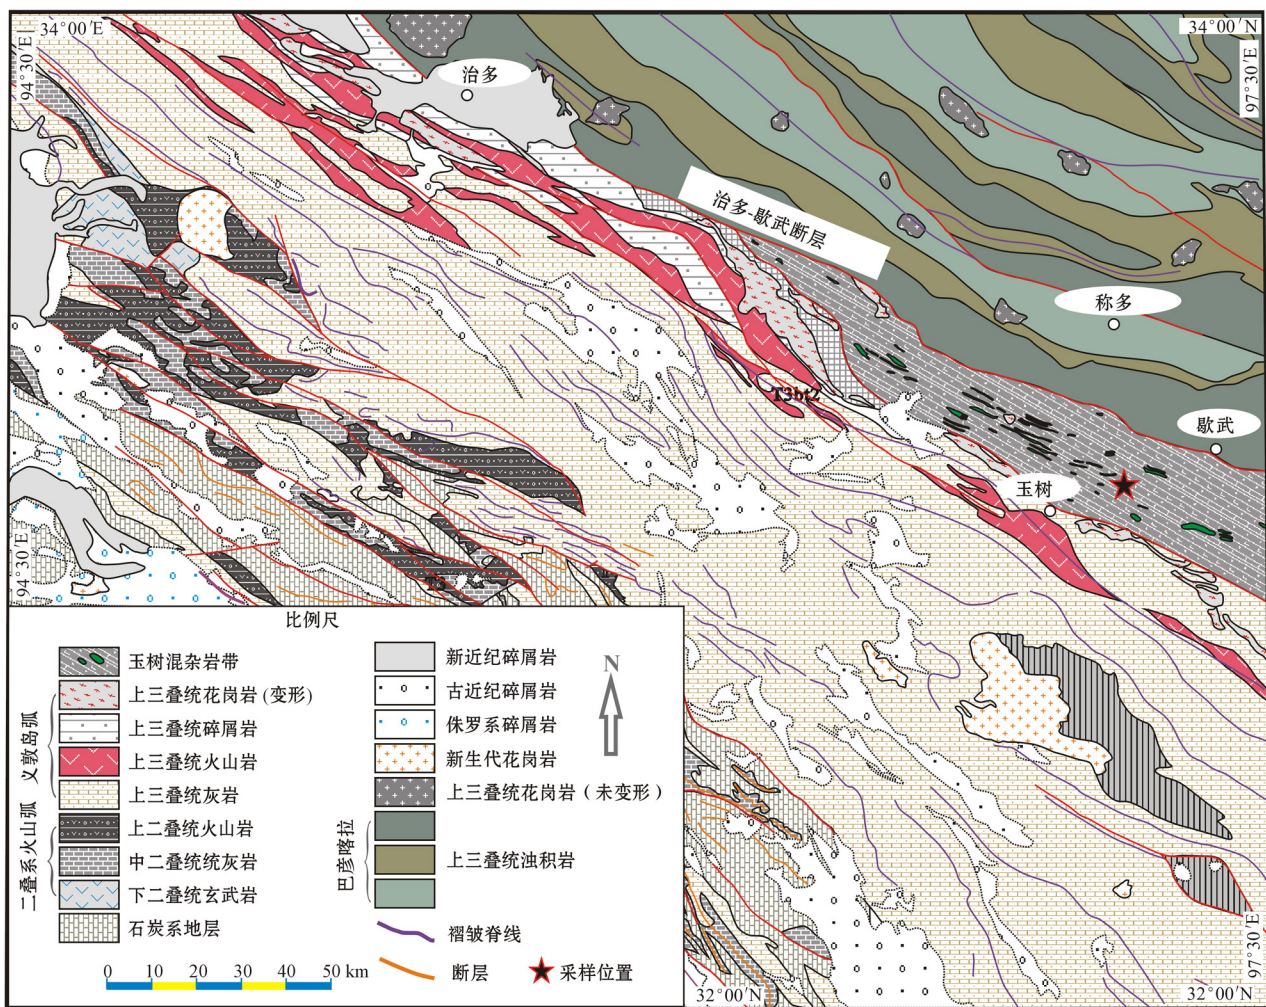 34°00′E
34°00′N
94°30′E
97°30′E
治多
治多-歇武断层
称多
歇武
T3bt2
玉树
94°30′E
T3
比例尺
玉树混杂岩带
上三叠统花岗岩(变形)
上三叠统碎屑岩
上三叠统火山岩
上三叠统灰岩
义敦岛弧
上二叠统火山岩
中二叠统统灰岩
下二叠统玄武岩
二叠系火山弧
石炭系地层
新近纪碎屑岩
古近纪碎屑岩
侏罗系碎屑岩
新生代花岗岩
上三叠统花岗岩(未变形)
上三叠统浊积岩
巴彦喀拉
褶皱脊线
断层
采样位置
N
0 10 20 30 40 50 km
97°30′E
32°00′N
32°00′N